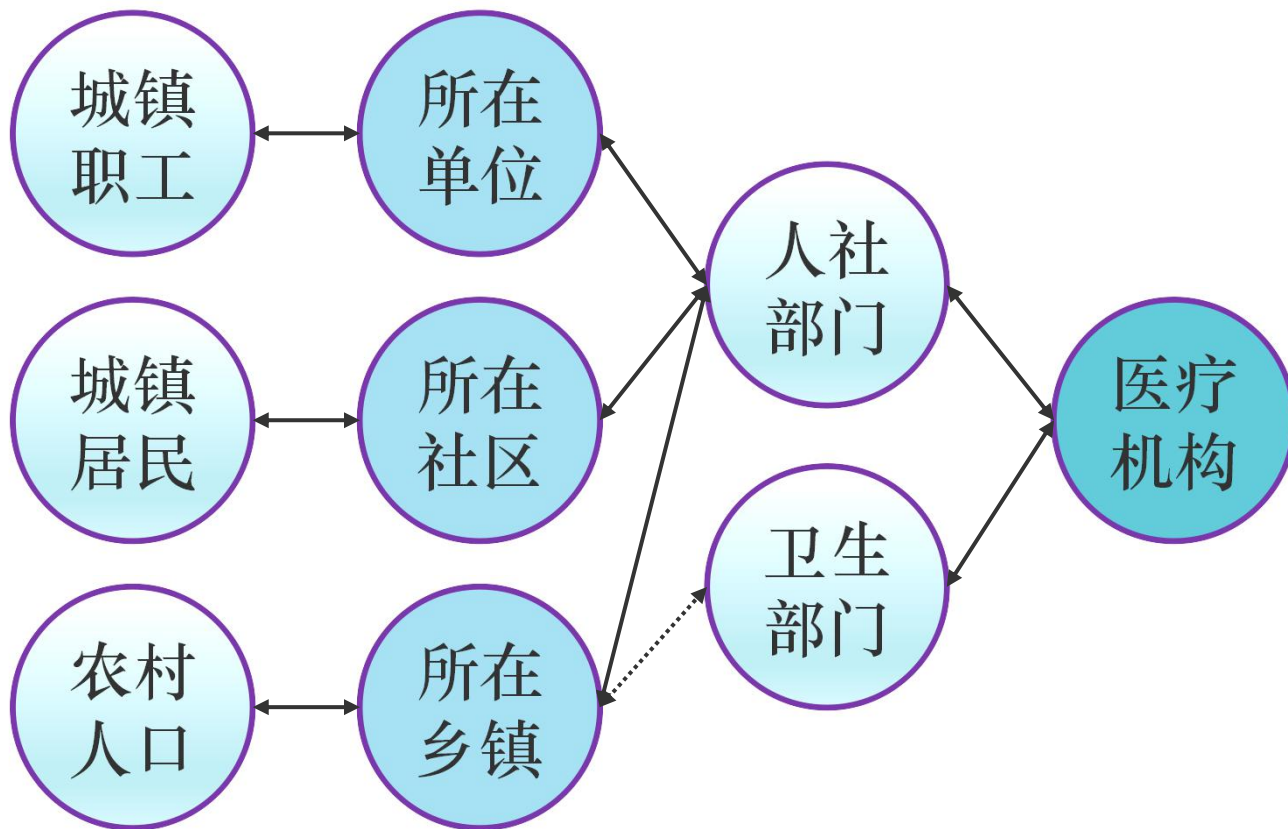 城镇
职工
所在
单位
人社
部门
城镇
居民
所在
社区
医疗
机构
卫生
部门
农村
人口
所在
乡镇